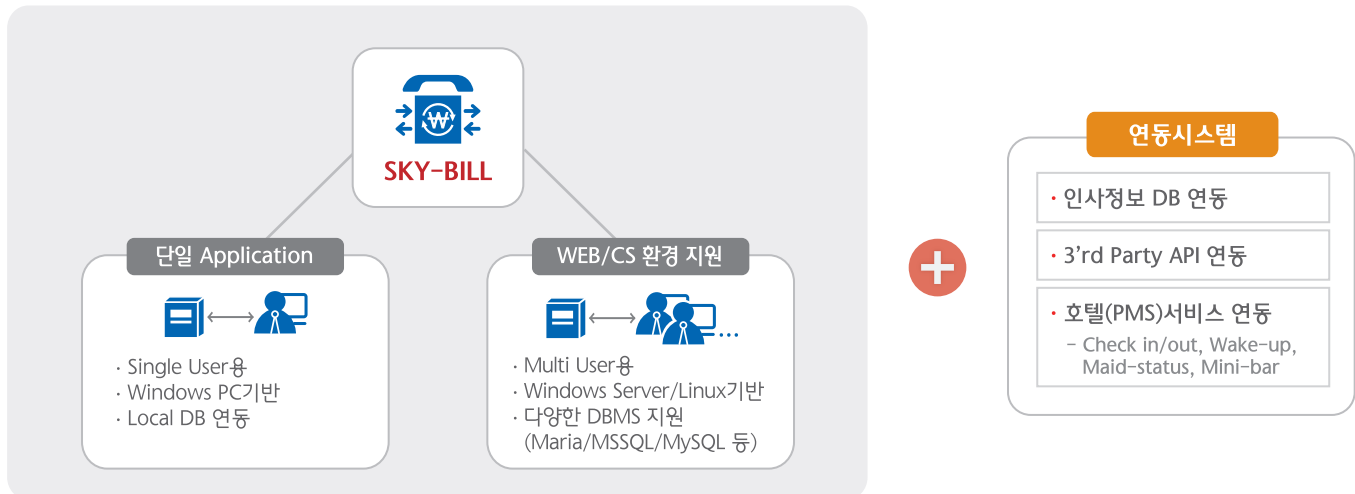 SKY-BILL
단일 Application
· Single User용
· Windows PC기반
· Local DB 연동
WEB/CS 환경 지원
· Multi User용
· Windows Server/Linux기반
· 다양한 DBMS 지원
(Maria/MSSQL/MySQL 등)
연동시스템
· 인사정보 DB 연동
· 3’rd Party API 연동
· 호텔(PMS)서비스 연동
- Check in/out, Wake-up,
Maid-status, Mini-bar